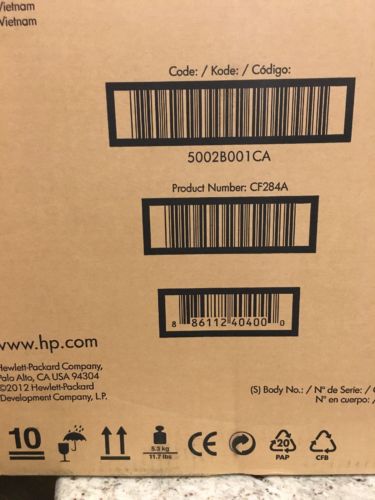 Vietnam
Vietnam
Code: / Kode: / Código:
5002B001CA
Product Number: CF284A
8 86112 40400 0
www.hp.com
Hewlett-Packard Company,
Palo Alto, CA USA 94304
©2012 Hewlett-Packard
Development Company, L.P.
(S) Body No.: / Nº de Serie: /
Nº en cuerpo:
10
5.3 kg
11.7 lbs
CE
20
PAP
CFB